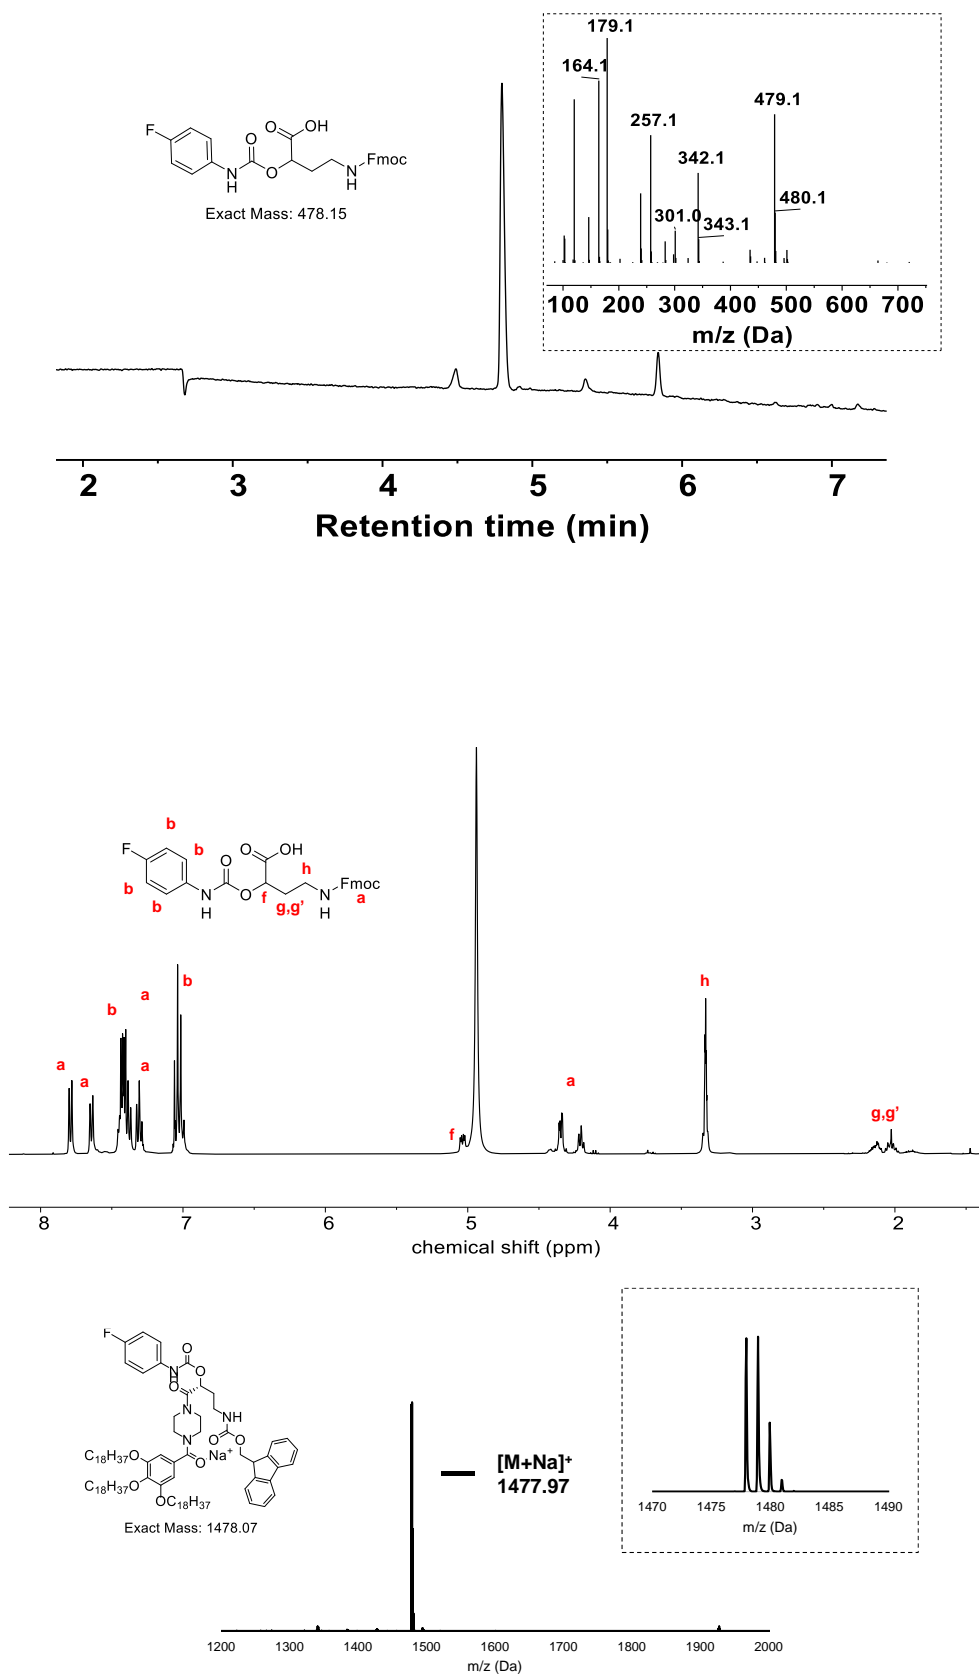 179.1
164.1
257.1
479.1
342.1
480.1
301.0
343.1
100 200 300 400 500 600 700
m/z (Da)
F
O
N
H
O
O
OH
N
H
Fmoc
Exact Mass: 478.15
2 3 4 5 6 7
Retention time (min)
b
F
b
b
b
O
N
H
O
O
OH
f
g,g'
h
N
H
Fmoc
a
b
a
b
h
a
a
a
a
f
g,g'
8 7 6 5 4 3 2
chemical shift (ppm)
F
N
H
O
O
O
N
N
NH
O
O
Na+
O
C18H37O
C18H37O
OC18H37
Exact Mass: 1478.07
[M+Na]+
1477.97
1470 1475 1480 1485 1490
m/z (Da)
1200 1300 1400 1500 1600 1700 1800 1900 2000
m/z (Da)